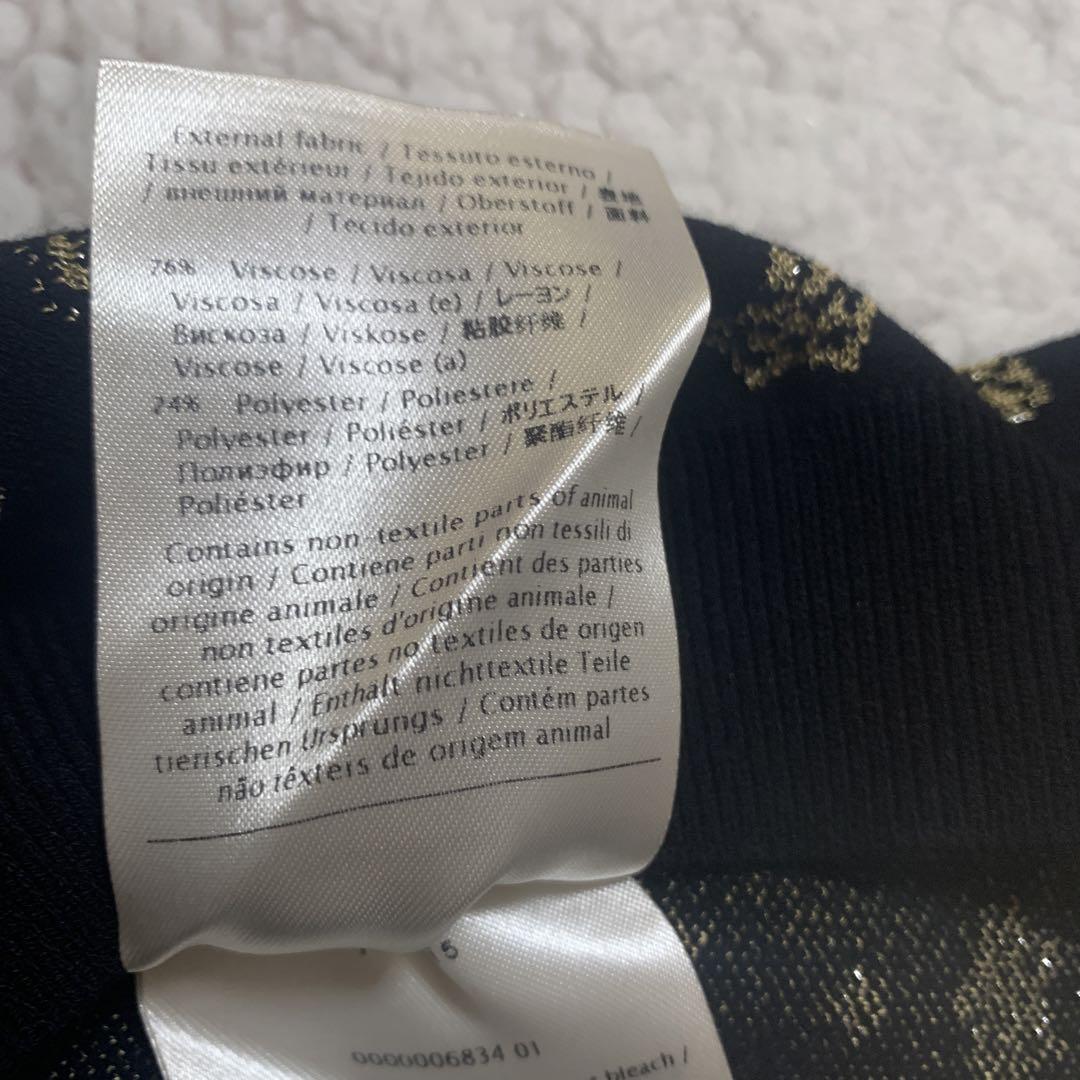 External fabric / Tessuto esterno /
Tissu extérieur / Tejido exterior / 表地
/ внешний материал / Oberstoff / 面料
/ Tecido exterior
76% Viscose / Viscosa / Viscose /
Viscosa / Viscosa (e) / レーヨン /
Вискоза / Viskose / 粘胶纤维 /
Viscose / Viscose (a)
24% Polyester / Poliestere /
Polyester / Poliéster / ポリエステル /
Полиэфир / Polyester / 聚酯纤维 /
Poliéster
Contains non textile parts of animal
origin / Contiene parti non tessili di
origine animale / Contient des parties
non textiles d'origine animale /
contiene partes no textiles de origen
animal / Enthalt nichttextile Teile
tierischen Ursprungs / Contém partes
não têxteis de origem animal
5
0000006834 01
bleach /